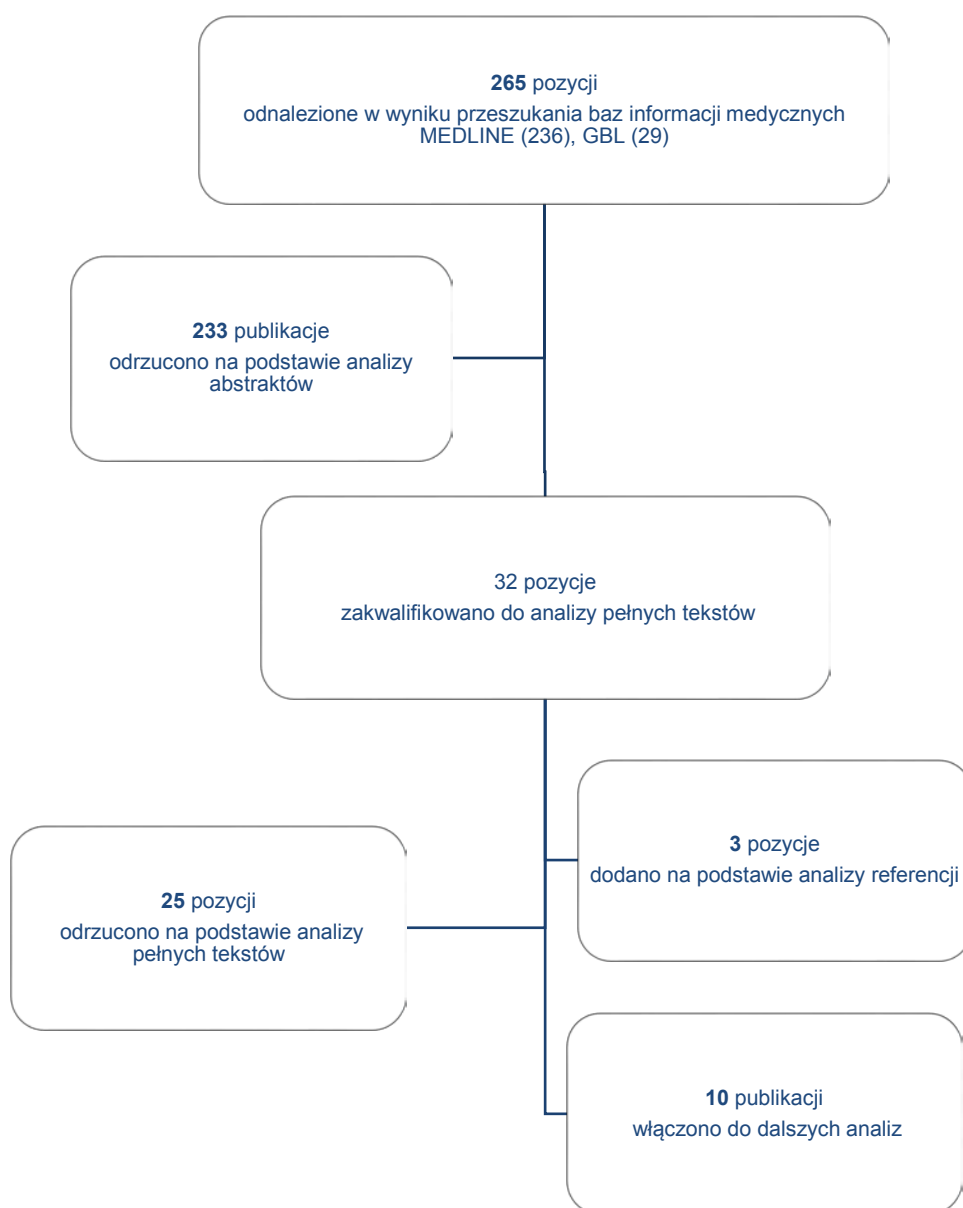 265 pozycji
odnalezione w wyniku przeszukania baz informacji medycznych
MEDLINE (236), GBL (29)
233 publikacje
odrzucono na podstawie analizy
abstraktów
32 pozycje
zakwalifikowano do analizy pełnych tekstów
3 pozycje
dodano na podstawie analizy referencji
25 pozycji
odrzucono na podstawie analizy
pełnych tekstów
10 publikacji
włączono do dalszych analiz